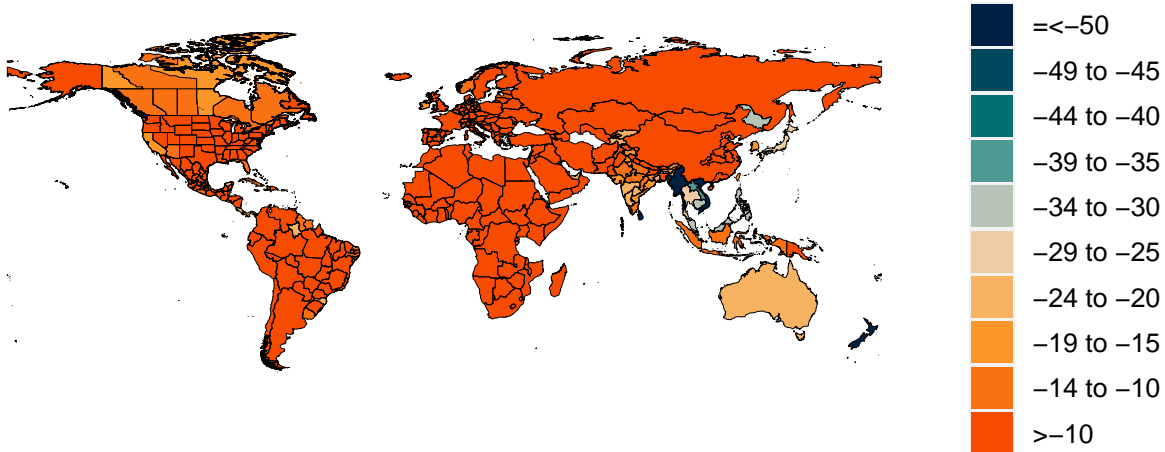 =<−50
−49 to −45
−44 to −40
−39 to −35
−34 to −30
−29 to −25
−24 to −20
−19 to −15
−14 to −10
>−10